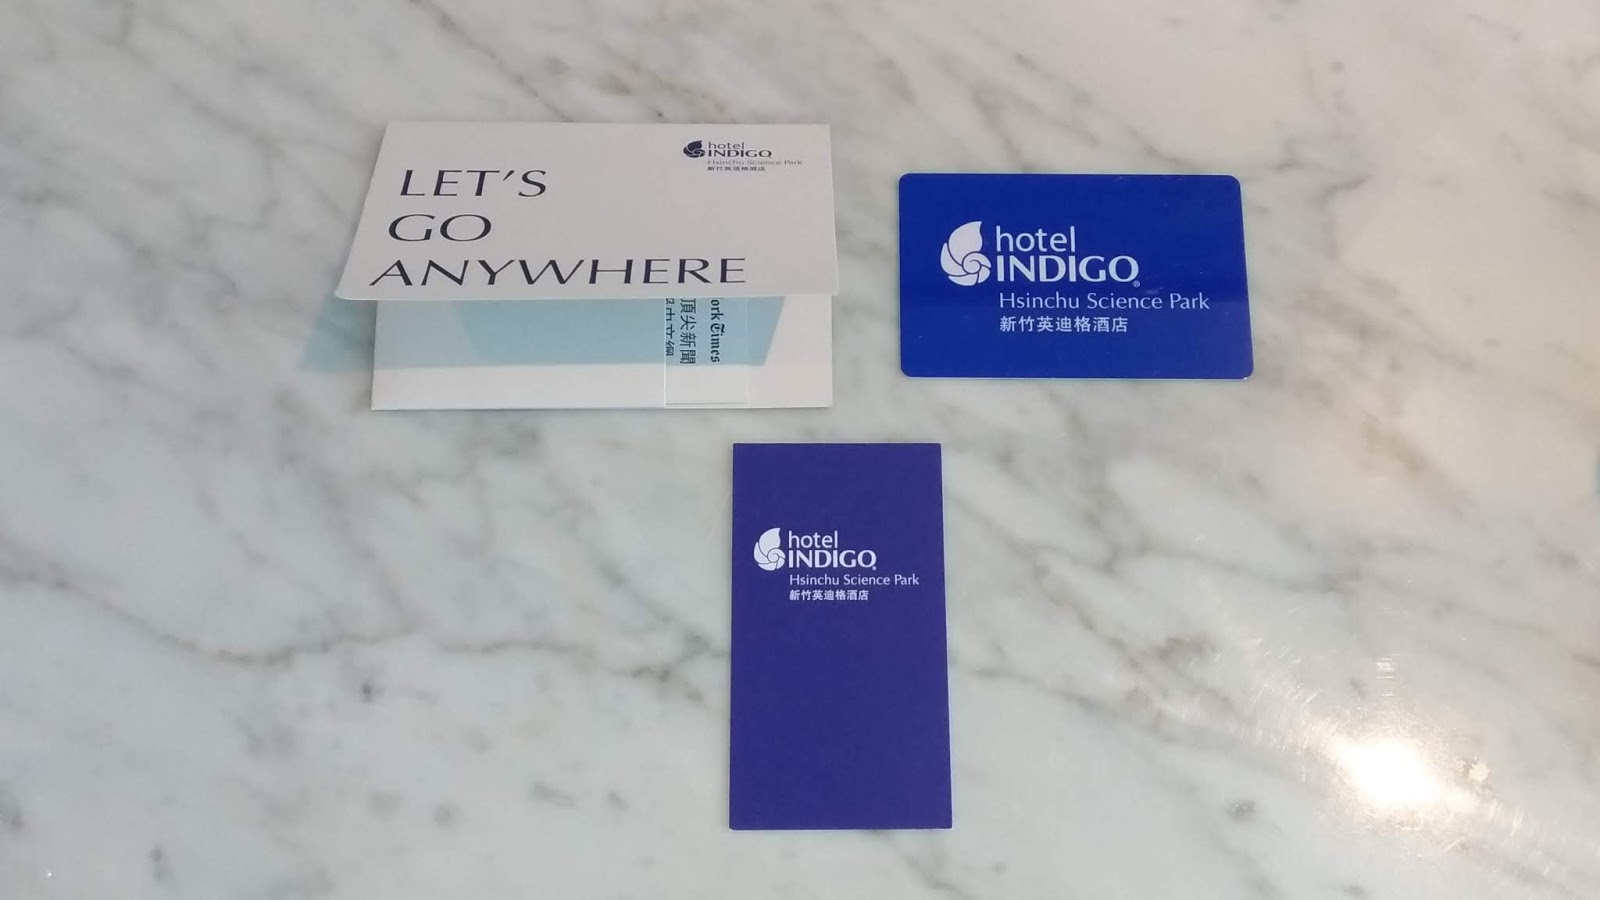 hotel
INDIGO
Hsinchu Science Park
新竹英迪格酒店
LET'S
GO
ANYWHERE
Times
頂尖新聞
hotel
INDIGO®
Hsinchu Science Park
新竹英迪格酒店
hotel
INDIGO®
Hsinchu Science Park
新竹英迪格酒店